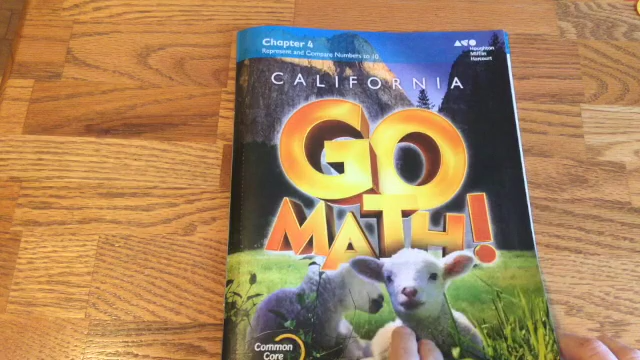 Chapter 4
Represent and Compare Numbers to 10
Houghton
Mifflin
Harcourt
CALIFORNIA
GO
MATH!
Common
Core